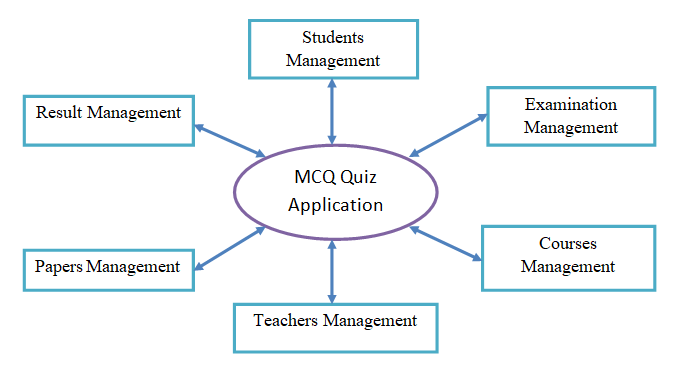 Students
Management
Result Management
Examination
Management
MCQ Quiz
Application
Papers Management
Courses
Management
Teachers Management